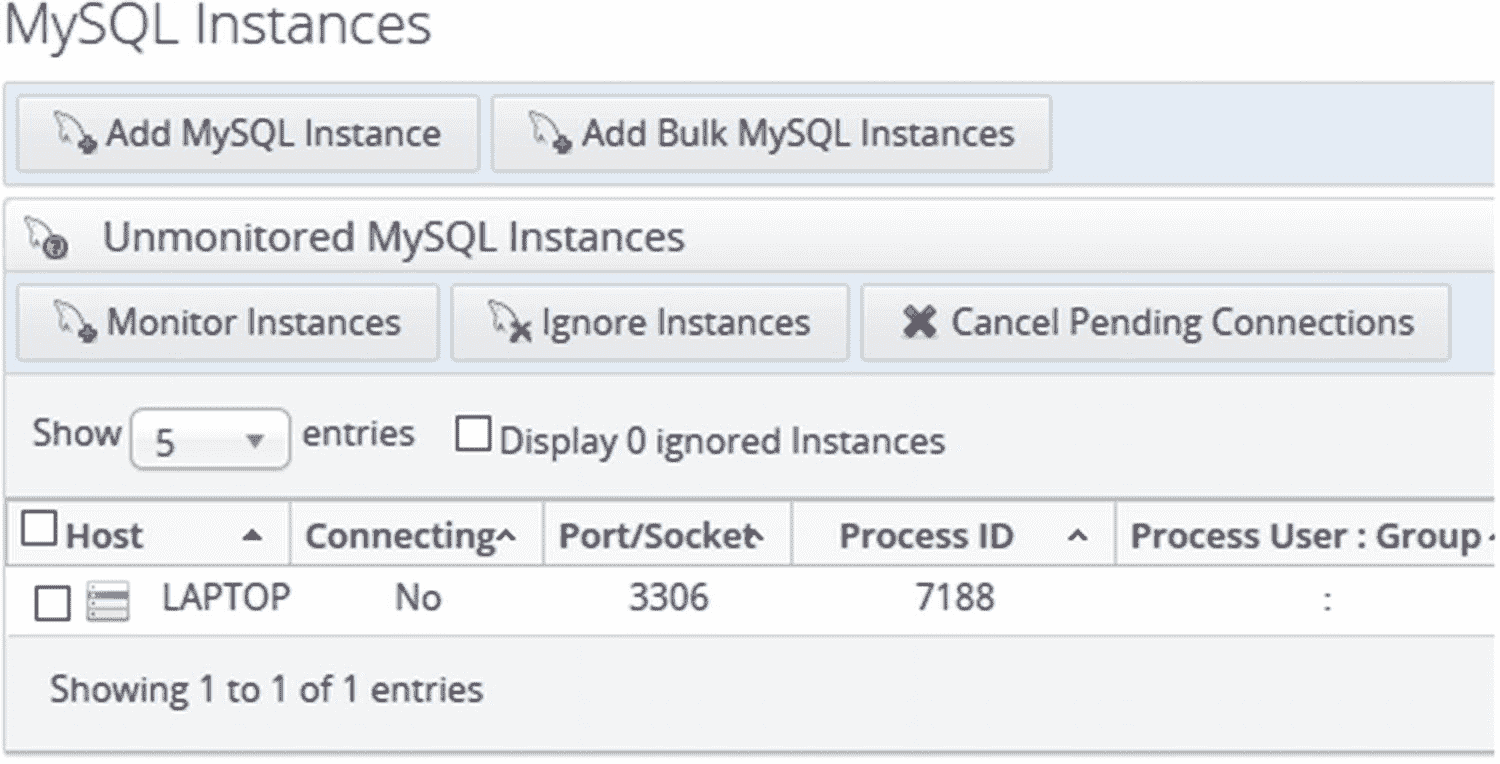 MySQL Instances
Add MySQL Instance Add Bulk MySQL Instances
Unmonitored MySQL Instances
Monitor Instances Ignore Instances Cancel Pending Connections
Show 5 entries Display 0 ignored Instances
Host Connecting Port/Socket Process ID Process User : Group
LAPTOP No 3306 7188 :
Showing 1 to 1 of 1 entries